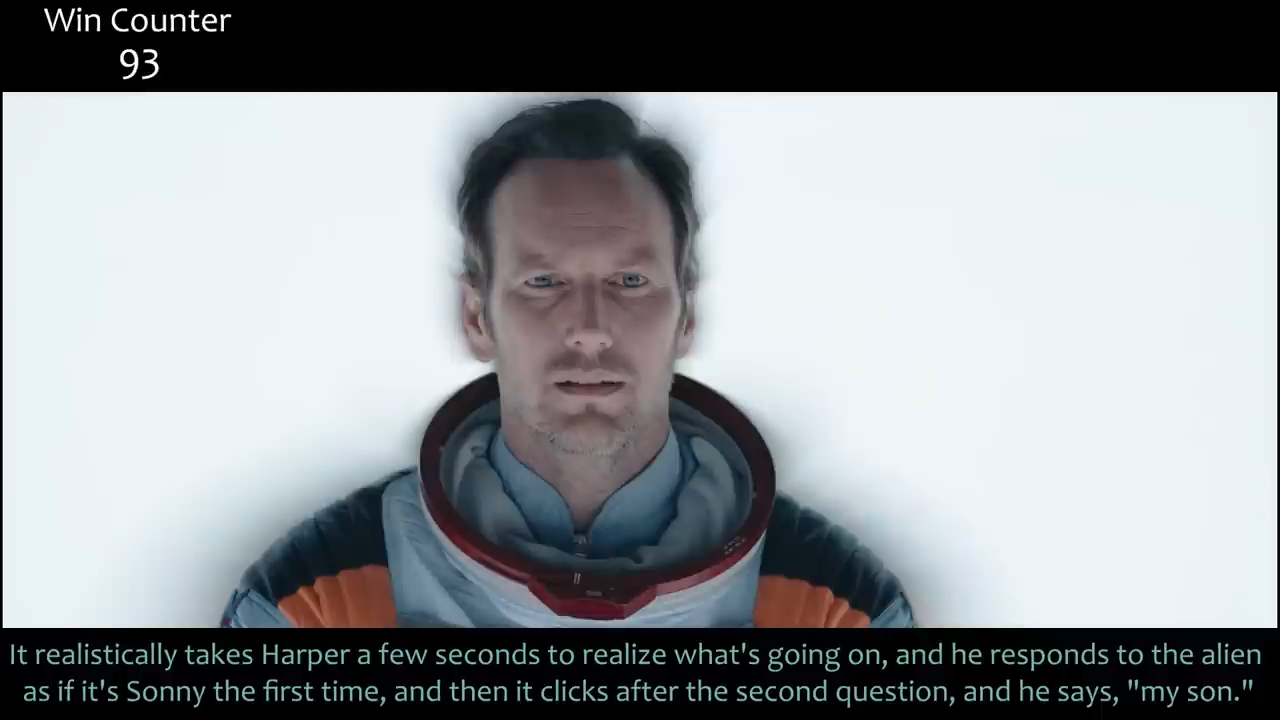 Win Counter
93
It realistically takes Harper a few seconds to realize what's going on, and he responds to the alien
as if it's Sonny the first time, and then it clicks after the second question, and he says, "my son."